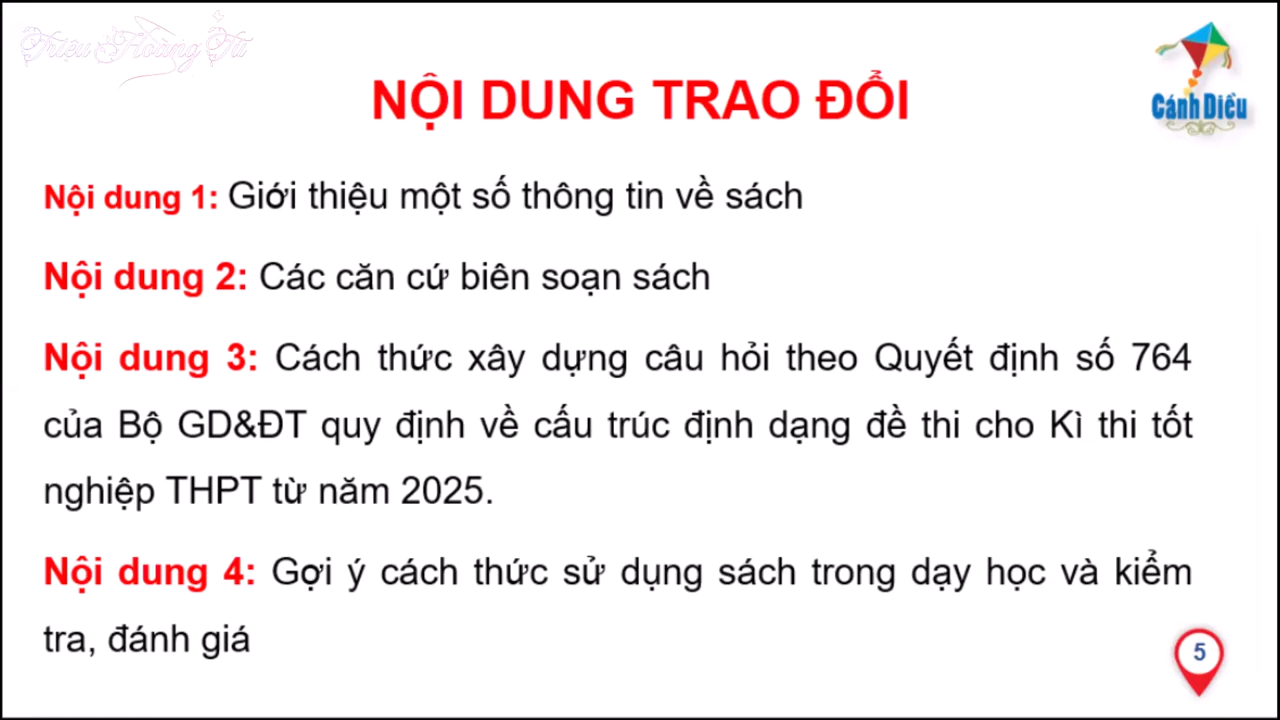 Triệu Hoàng Tú
NỘI DUNG TRAO ĐỔI
Cánh Diều
Nội dung 1: Giới thiệu một số thông tin về sách
Nội dung 2: Các căn cứ biên soạn sách
Nội dung 3: Cách thức xây dựng câu hỏi theo Quyết định số 764
của Bộ GD&ĐT quy định về cấu trúc định dạng đề thi cho Kì thi tốt
nghiệp THPT từ năm 2025.
Nội dung 4: Gợi ý cách thức sử dụng sách trong dạy học và kiểm
tra, đánh giá
5